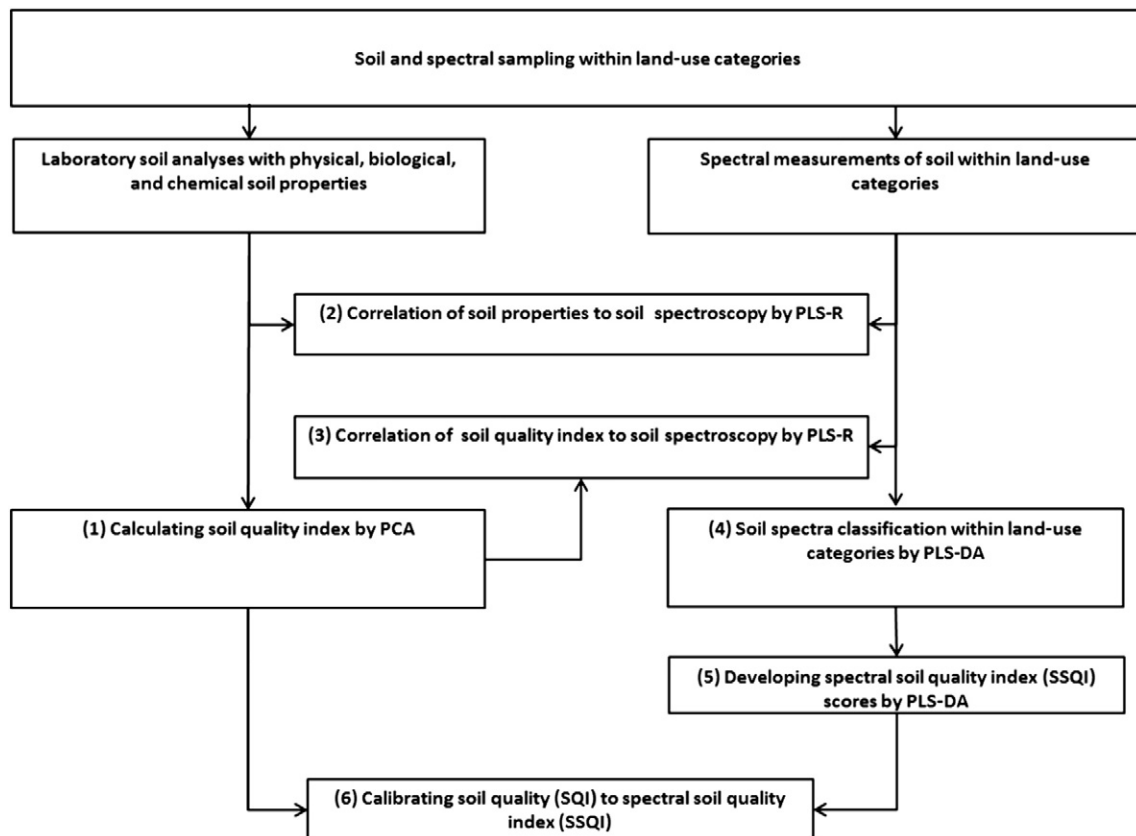 Soil and spectral sampling within land-use categories
Laboratory soil analyses with physical, biological,
and chemical soil properties
Spectral measurements of soil within land-use
categories
(2) Correlation of soil properties to soil spectroscopy by PLS-R
(3) Correlation of soil quality index to soil spectroscopy by PLS-R
(1) Calculating soil quality index by PCA
(4) Soil spectra classification within land-use
categories by PLS-DA
(5) Developing spectral soil quality index (SSQI)
scores by PLS-DA
(6) Calibrating soil quality (SQI) to spectral soil quality
index (SSQI)